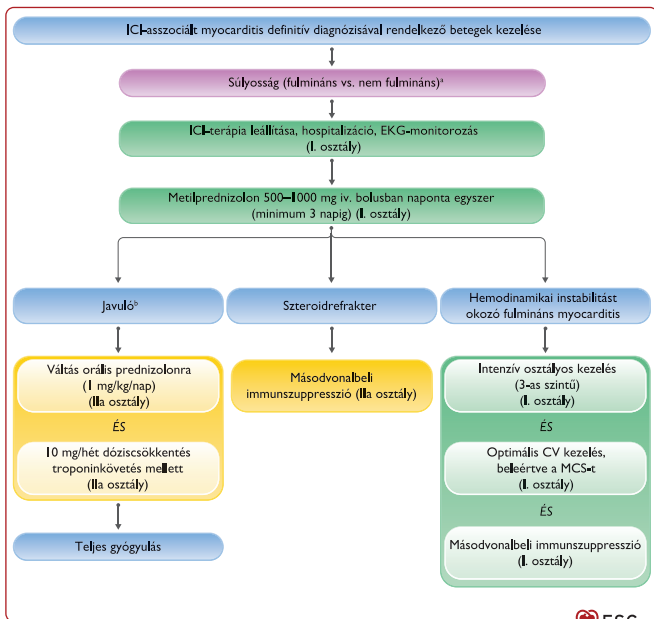 ICI-asszociált myocarditis definitív diagnózisával rendelkező betegek kezelése
Súlyosság (fulmináns vs. nem fulmináns)ᵃ
ICI-terápia leállítása, hospitalizáció, EKG-monitorozás
(I. osztály)
Metilprednizolon 500–1000 mg iv. bolusban naponta egyszer
(minimum 3 napig) (I. osztály)
Javulóᵇ
Váltás orális prednizolonra
(1 mg/kg/nap)
(IIa osztály)
ÉS
10 mg/hét dóziscsökkentés
troponinkövetés mellett
(IIa osztály)
Teljes gyógyulás
Szteroidrefrakter
Másodvonalbeli
immunszuppresszió (IIa osztály)
Hemodinamikai instabilitást
okozó fulmináns myocarditis
Intenzív osztályos kezelés
(3-as szintű)
(I. osztály)
ÉS
Optimális CV kezelés,
beleértve a MCS-t
(I. osztály)
ÉS
Másodvonalbeli immunszuppresszió
(I. osztály)
ESC